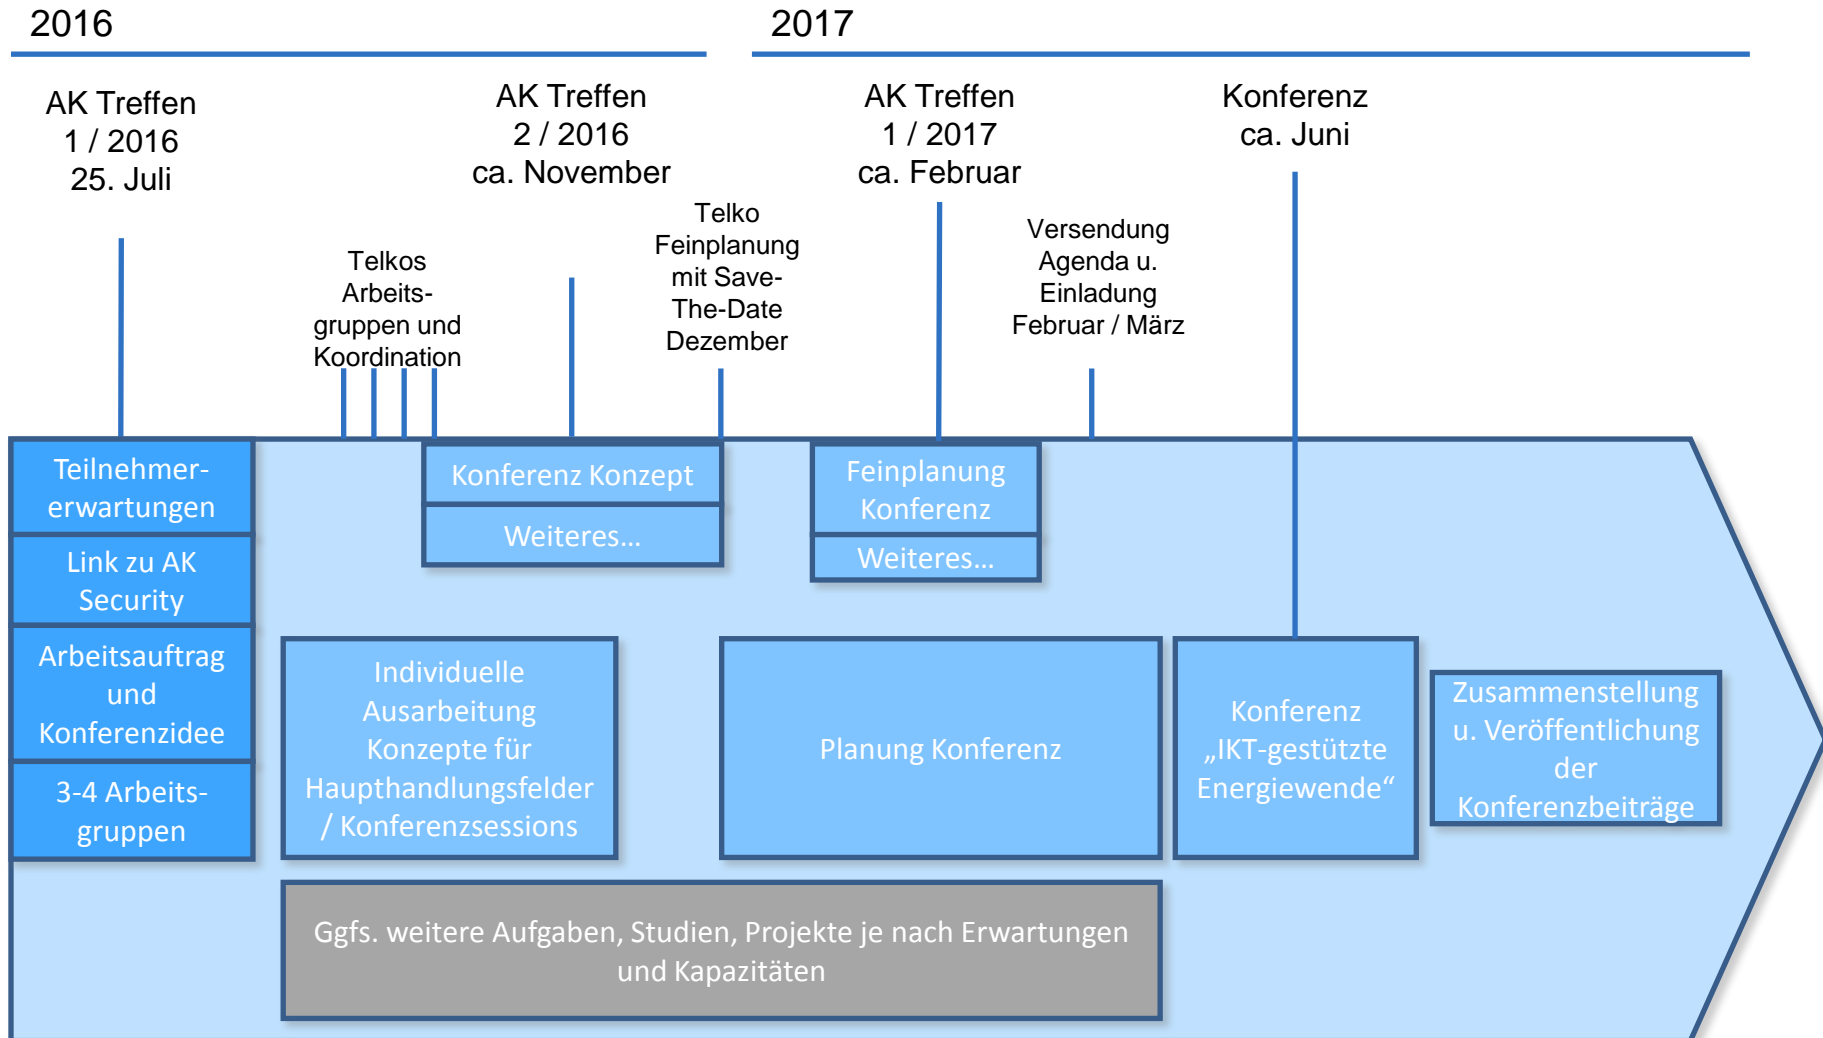 2016
2017
AK Treffen
1 / 2016
25. Juli
AK Treffen
2 / 2016
ca. November
AK Treffen
1 / 2017
ca. Februar
Konferenz
ca. Juni
Telkos
Arbeits-
gruppen und
Koordination
Telko
Feinplanung
mit Save-
The-Date
Dezember
Versendung
Agenda u.
Einladung
Februar / März
Teilnehmer-
erwartungen
Link zu AK
Security
Arbeitsauftrag
und
Konferenzidee
3-4 Arbeits-
gruppen
Konferenz Konzept
Weiteres...
Feinplanung
Konferenz
Weiteres...
Individuelle
Ausarbeitung
Konzepte für
Haupthandlungsfelder
/ Konferenzsessions
Planung Konferenz
Konferenz
„IKT-gestützte
Energiewende“
Zusammenstellung
u. Veröffentlichung
der
Konferenzbeiträge
Ggfs. weitere Aufgaben, Studien, Projekte je nach Erwartungen
und Kapazitäten